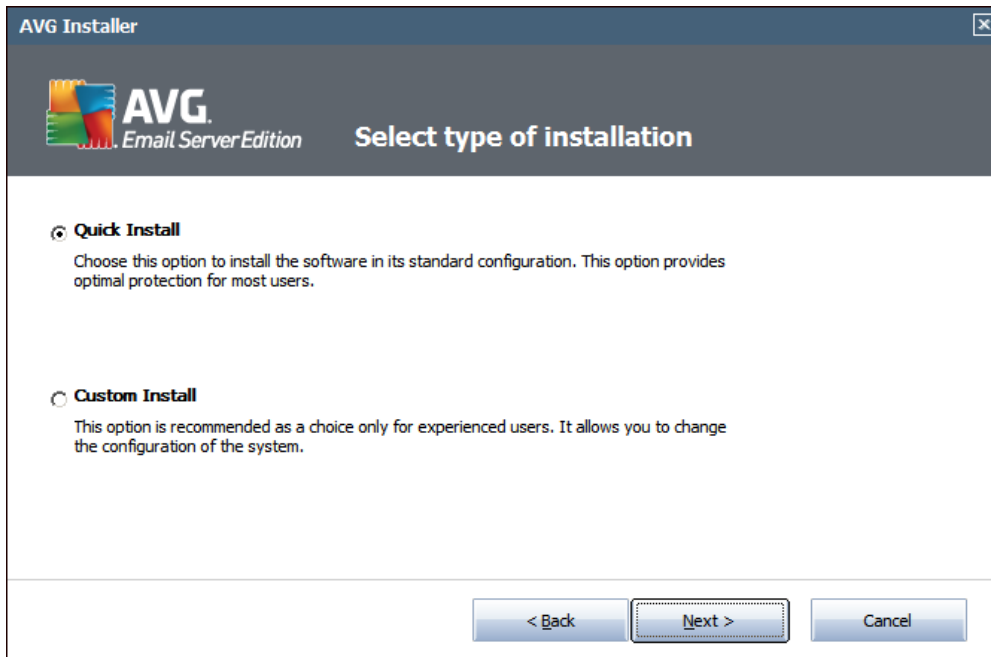 AVG Installer
AVG.
Email Server Edition
Select type of installation
Quick Install
Choose this option to install the software in its standard configuration. This option provides
optimal protection for most users.
Custom Install
This option is recommended as a choice only for experienced users. It allows you to change
the configuration of the system.
< Back
Next >
Cancel